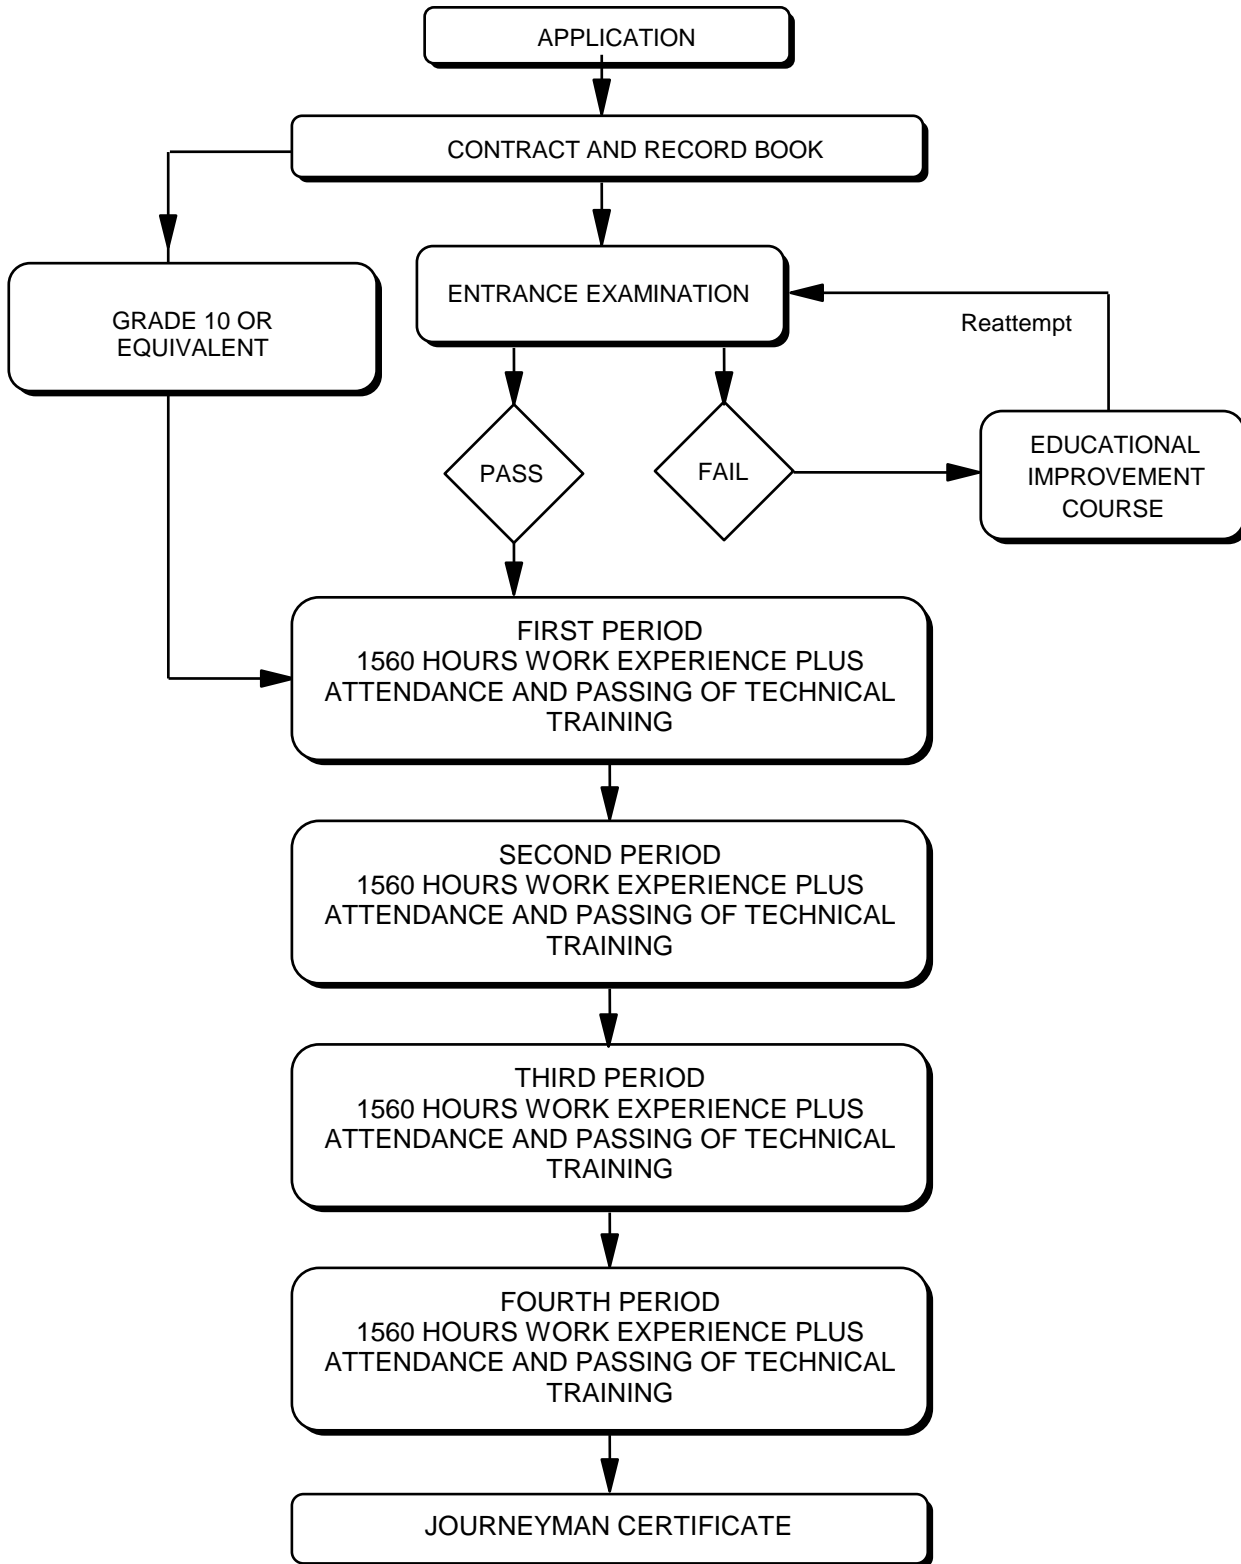 APPLICATION
CONTRACT AND RECORD BOOK
ENTRANCE EXAMINATION
GRADE 10 OR
EQUIVALENT
Reattempt
PASS
FAIL
EDUCATIONAL
IMPROVEMENT
COURSE
FIRST PERIOD
1560 HOURS WORK EXPERIENCE PLUS
ATTENDANCE AND PASSING OF TECHNICAL
TRAINING
SECOND PERIOD
1560 HOURS WORK EXPERIENCE PLUS
ATTENDANCE AND PASSING OF TECHNICAL
TRAINING
THIRD PERIOD
1560 HOURS WORK EXPERIENCE PLUS
ATTENDANCE AND PASSING OF TECHNICAL
TRAINING
FOURTH PERIOD
1560 HOURS WORK EXPERIENCE PLUS
ATTENDANCE AND PASSING OF TECHNICAL
TRAINING
JOURNEYMAN CERTIFICATE